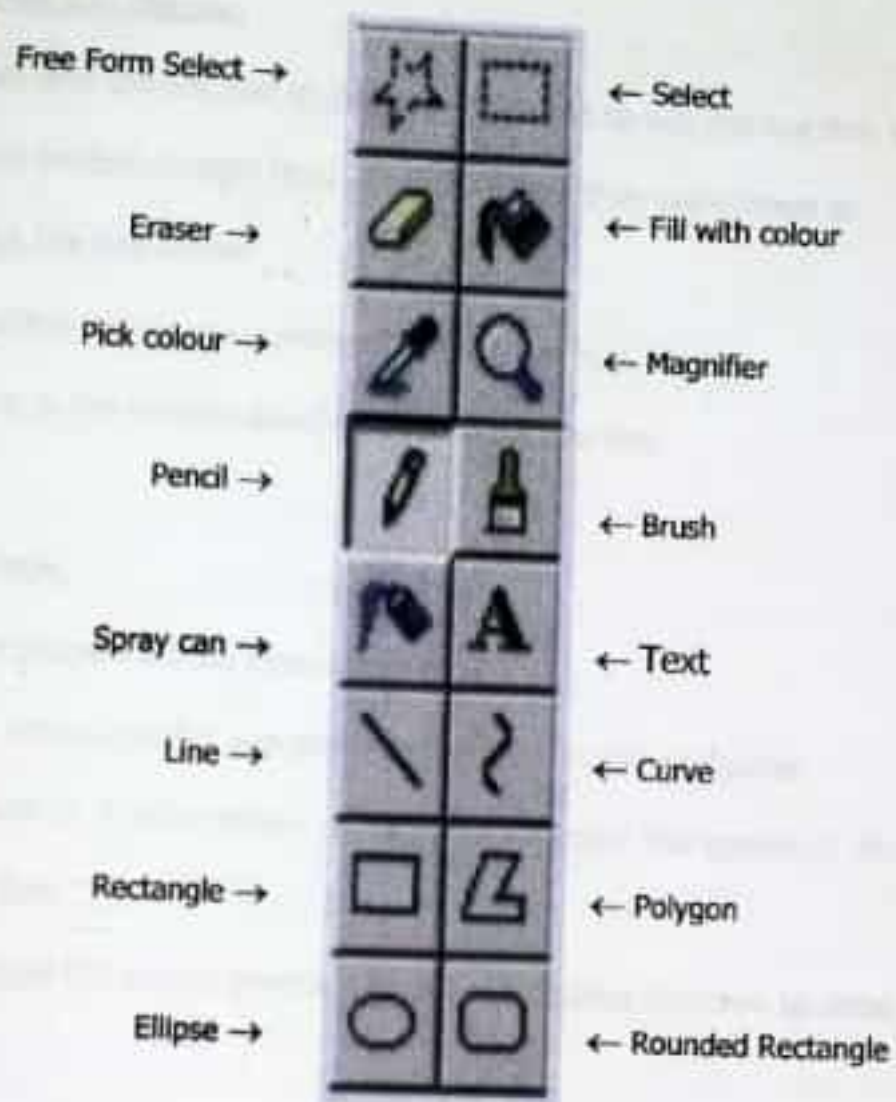 Free Form Select →
← Select
Eraser →
← Fill with colour
Pick colour →
← Magnifier
Pencil →
← Brush
Spray can →
A
← Text
Line →
← Curve
Rectangle →
← Polygon
Ellipse →
← Rounded Rectangle